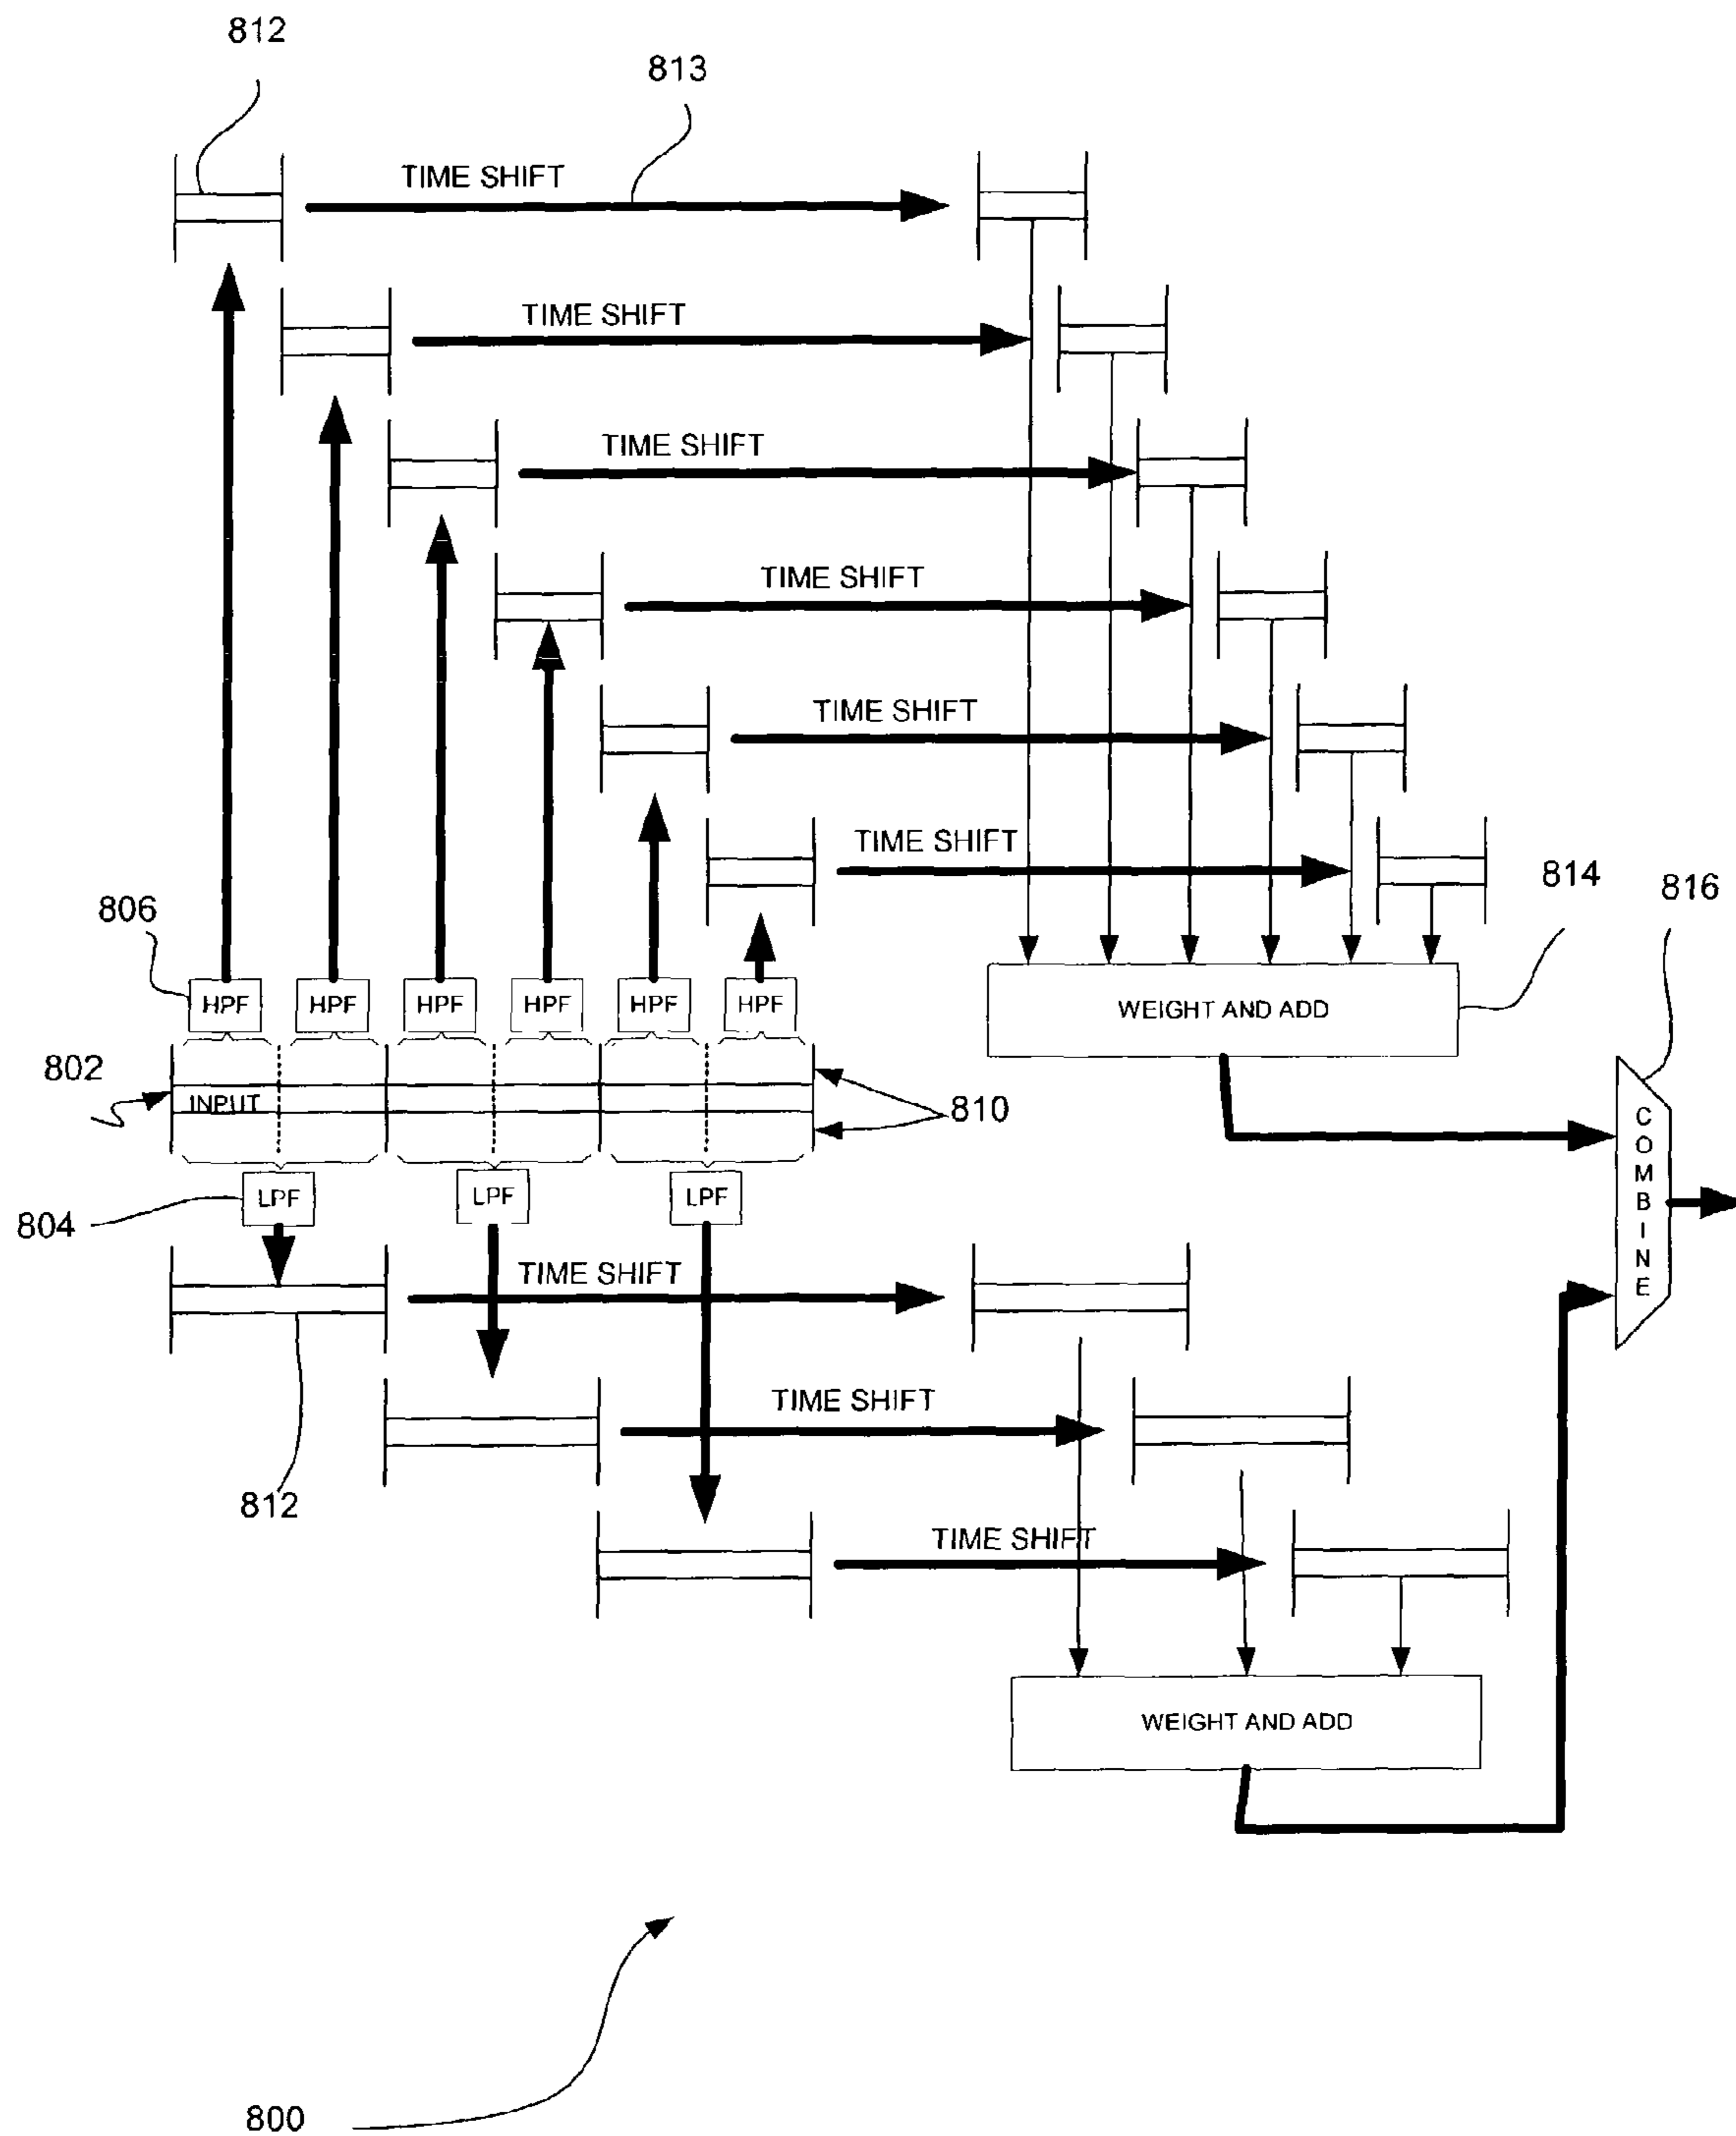 812
813
TIME SHIFT
TIME SHIFT
TIME SHIFT
TIME SHIFT
TIME SHIFT
TIME SHIFT
814
816
806
HPF HPF HPF HPF HPF HPF
WEIGHT AND ADD
802
INPUT
810
COMBINE
LPF LPF LPF
804
TIME SHIFT
TIME SHIFT
812
TIME SHIFT
WEIGHT AND ADD
800